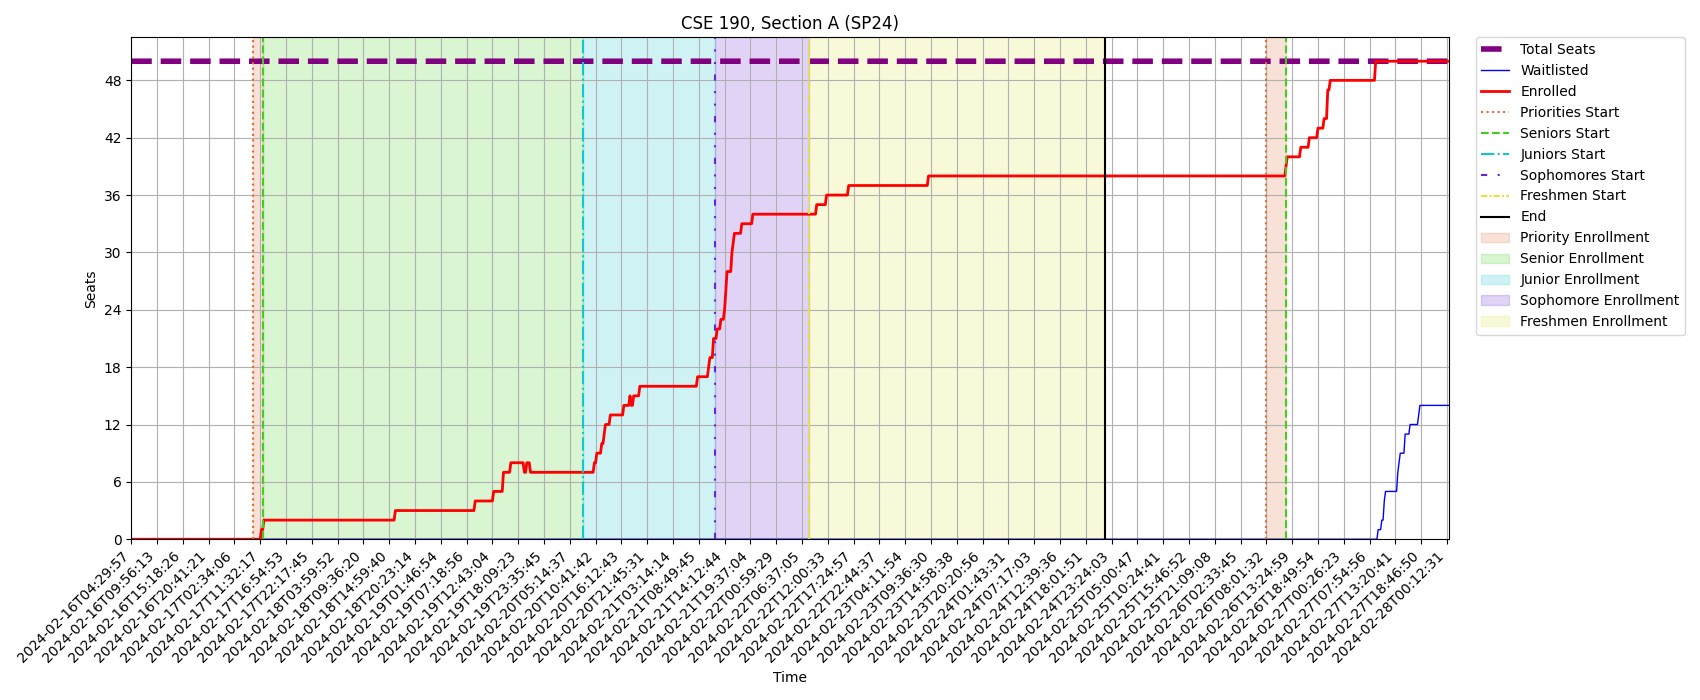 CSE 190, Section A (SP24)
Total Seats
Waitlisted
Enrolled
Priorities Start
Seniors Start
Juniors Start
Sophomores Start
Freshmen Start
End
Priority Enrollment
Senior Enrollment
Junior Enrollment
Sophomore Enrollment
Freshmen Enrollment
Seats
48
42
36
30
24
18
12
6
0
2024-02-16T04:29:57
2024-02-16T09:56:13
2024-02-16T15:18:26
2024-02-16T20:41:21
2024-02-17T02:34:06
2024-02-17T11:32:17
2024-02-17T16:54:53
2024-02-17T22:17:45
2024-02-18T03:59:52
2024-02-18T09:36:20
2024-02-18T14:59:40
2024-02-18T20:23:14
2024-02-19T01:46:54
2024-02-19T07:18:56
2024-02-19T12:43:04
2024-02-19T18:09:23
2024-02-19T23:35:45
2024-02-20T05:14:37
2024-02-20T10:41:42
2024-02-20T16:12:43
2024-02-20T21:45:31
2024-02-21T03:14:14
2024-02-21T08:49:45
2024-02-21T14:12:44
2024-02-21T19:37:04
2024-02-22T00:59:29
2024-02-22T06:37:05
2024-02-22T12:00:33
2024-02-22T17:24:57
2024-02-22T22:44:37
2024-02-23T04:11:54
2024-02-23T09:36:30
2024-02-23T14:58:38
2024-02-23T20:20:56
2024-02-24T01:43:31
2024-02-24T07:17:03
2024-02-24T12:39:36
2024-02-24T18:01:51
2024-02-24T23:24:03
2024-02-25T05:00:47
2024-02-25T10:24:41
2024-02-25T15:46:52
2024-02-25T21:09:08
2024-02-26T02:33:45
2024-02-26T08:01:32
2024-02-26T13:24:59
2024-02-26T18:49:54
2024-02-27T00:26:23
2024-02-27T07:54:56
2024-02-27T13:20:41
2024-02-27T18:46:50
2024-02-28T00:12:31
Time